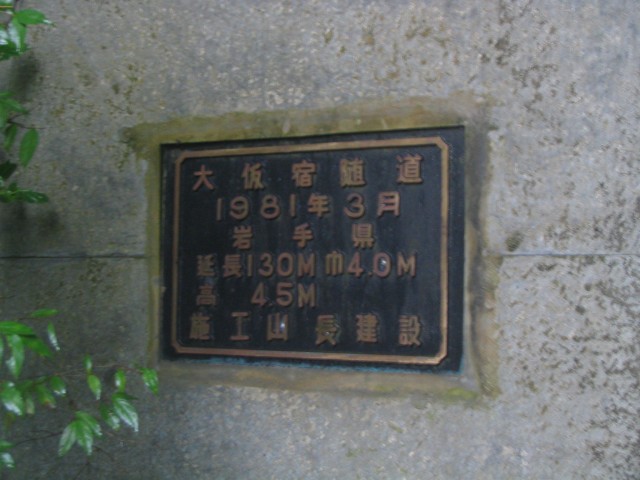 大仮宿隧道
1981年3月
岩手県
延長130M巾4.0M
高 4.5M
施工山長建設